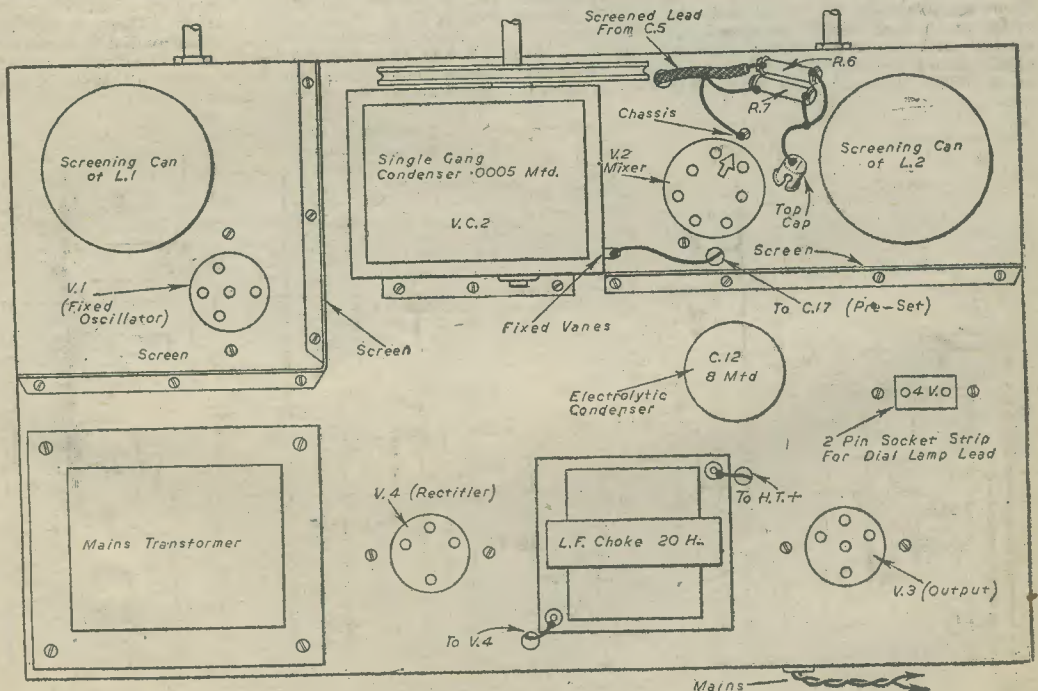 Screened Lead
From C.5
R.6
R.7
Chassis
Screening Can
of L.1
Single Gang
Condenser .0005 Mfd.
V.C.2
V.2
Mixer
Screening Can
of L.2
Top
Cap
V.1
(Fixed
Oscillator)
Screen
Screen
Fixed Vanes
Screen
To C.17 (Pre-Set)
C.12
8 Mfd
Electrolytic
Condenser
4 V.
2 Pin Socket Strip
For Dial Lamp Lead
Mains Transformer
V.4 (Rectifier)
L.F. Choke 20 H.
To H.T.+
To V.4
V.3 (Output)
Mains